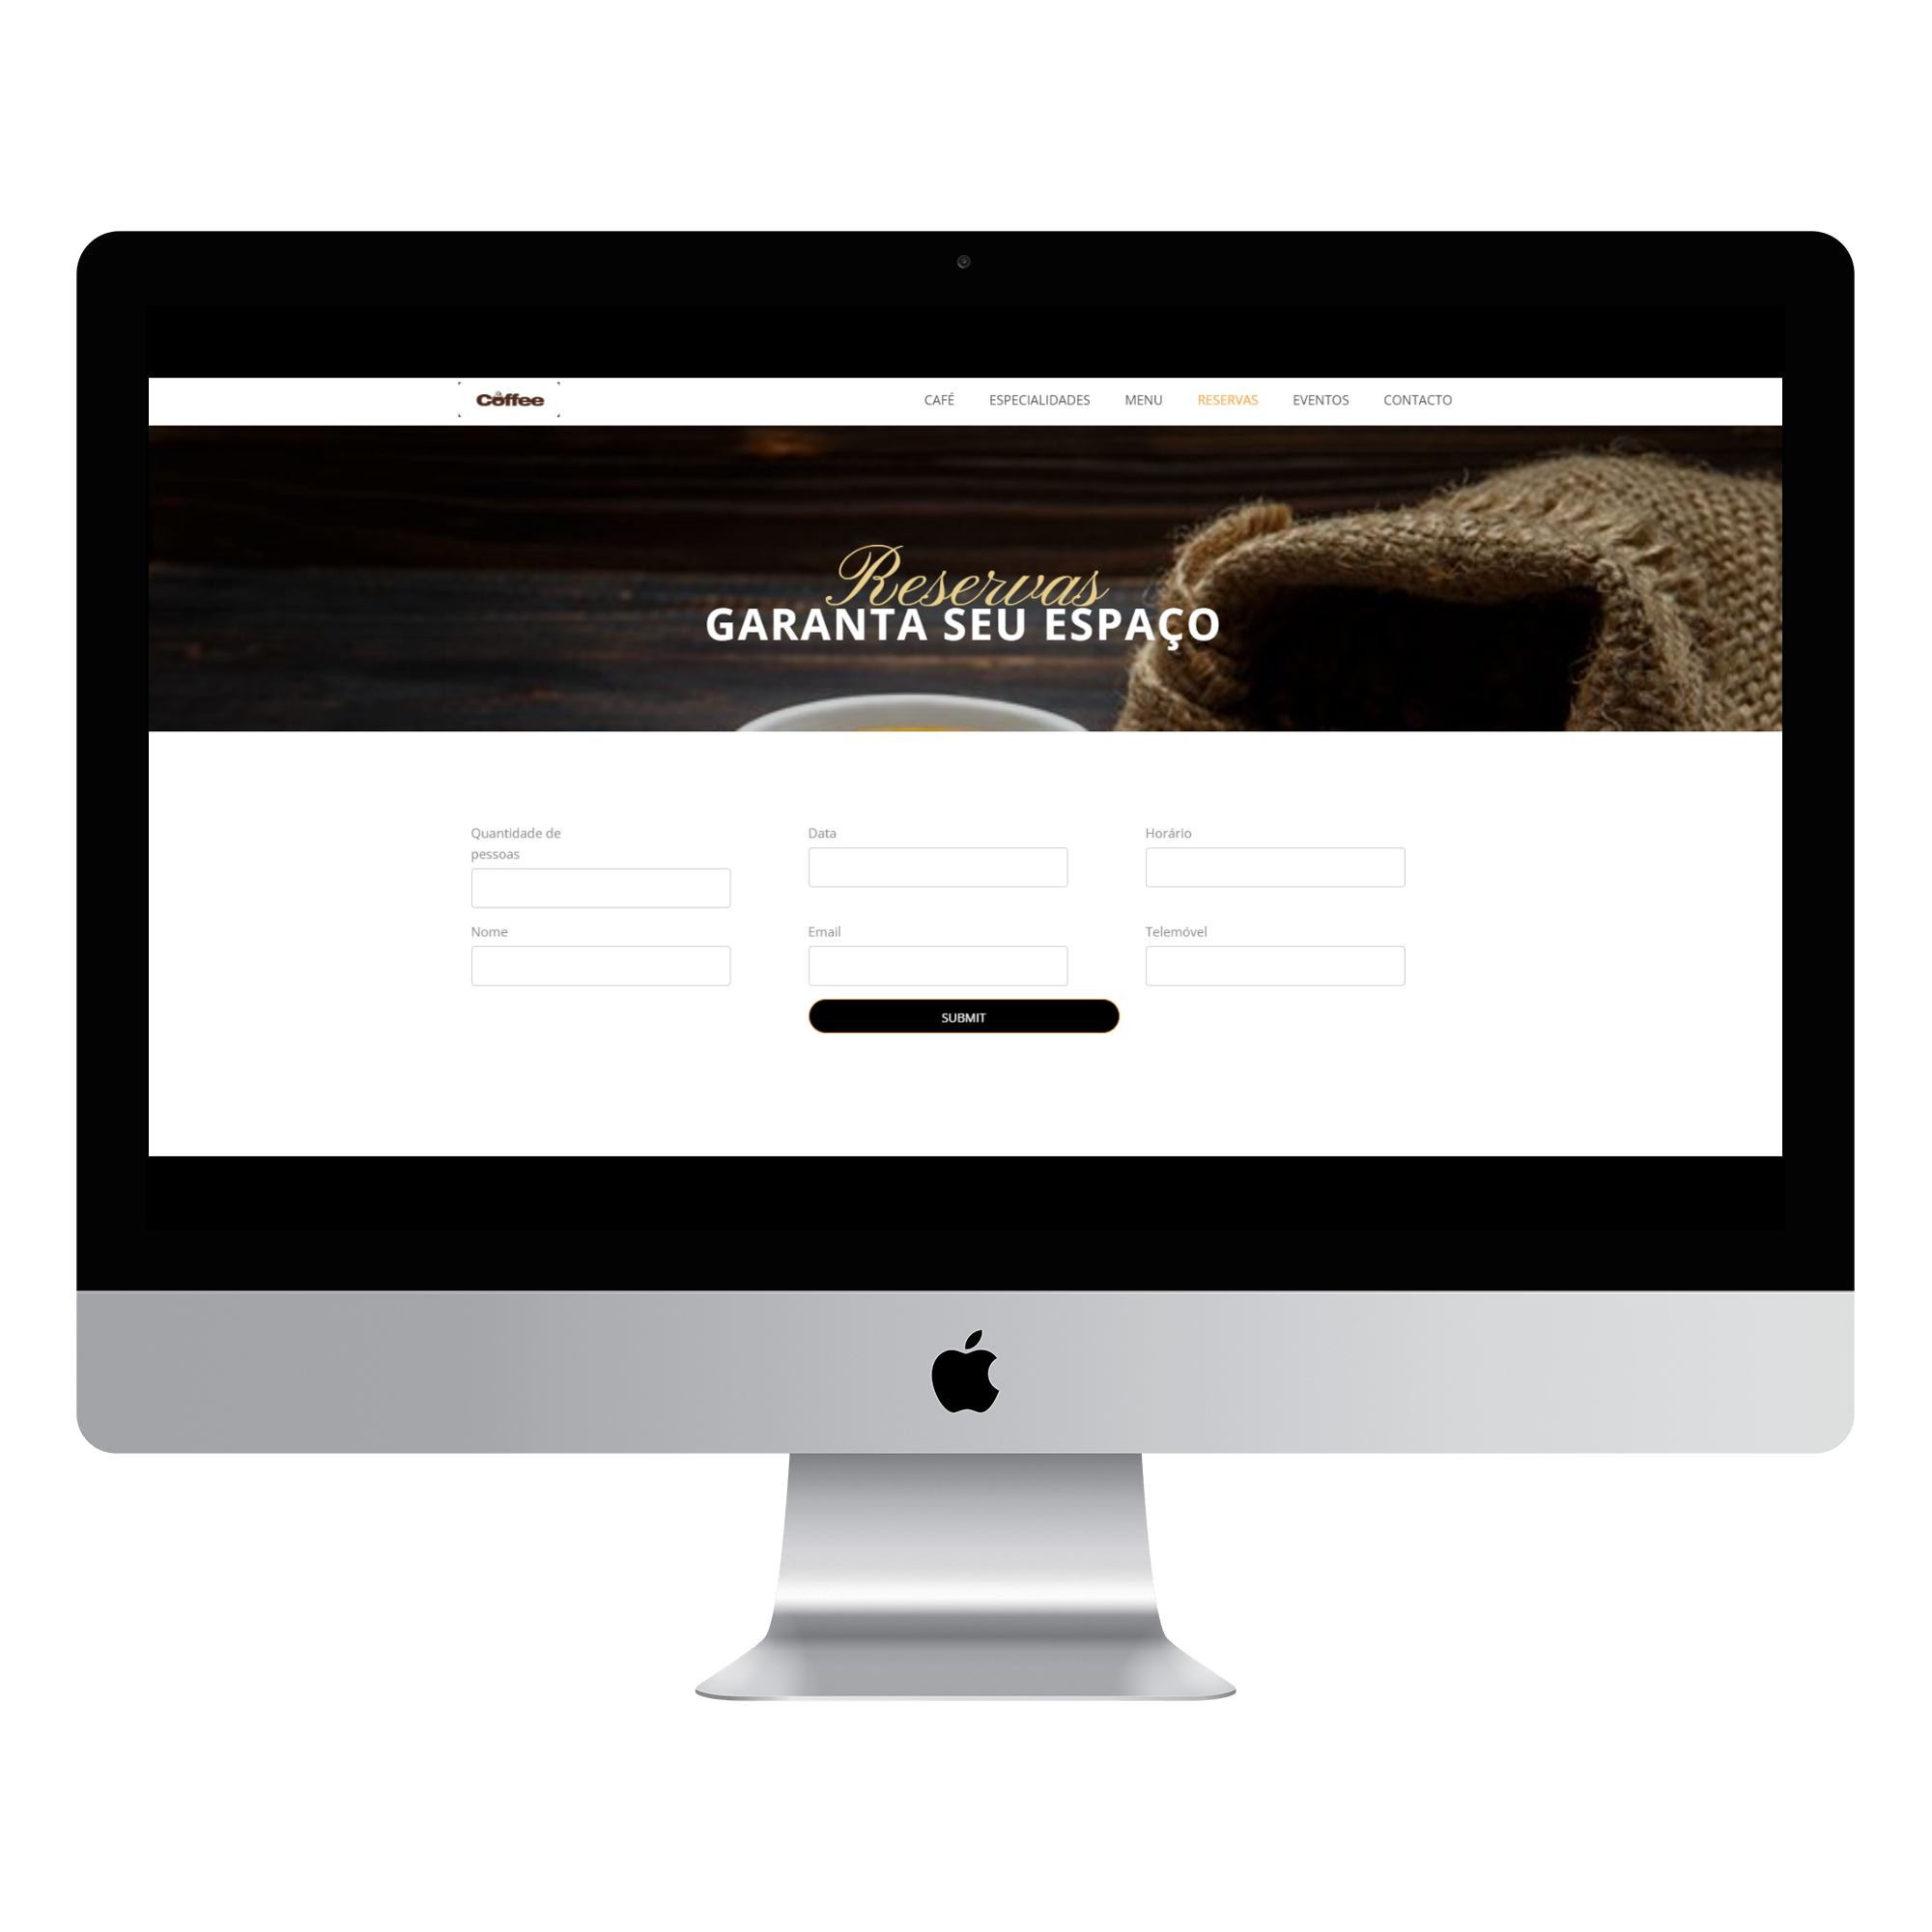 Coffee
CAFÉ ESPECIALIDADES MENU RESERVAS EVENTOS CONTACTO
Reservas
GARANTA SEU ESPAÇO
Quantidade de
pessoas
Data
Horário
Nome
Email
Telemóvel
SUBMIT